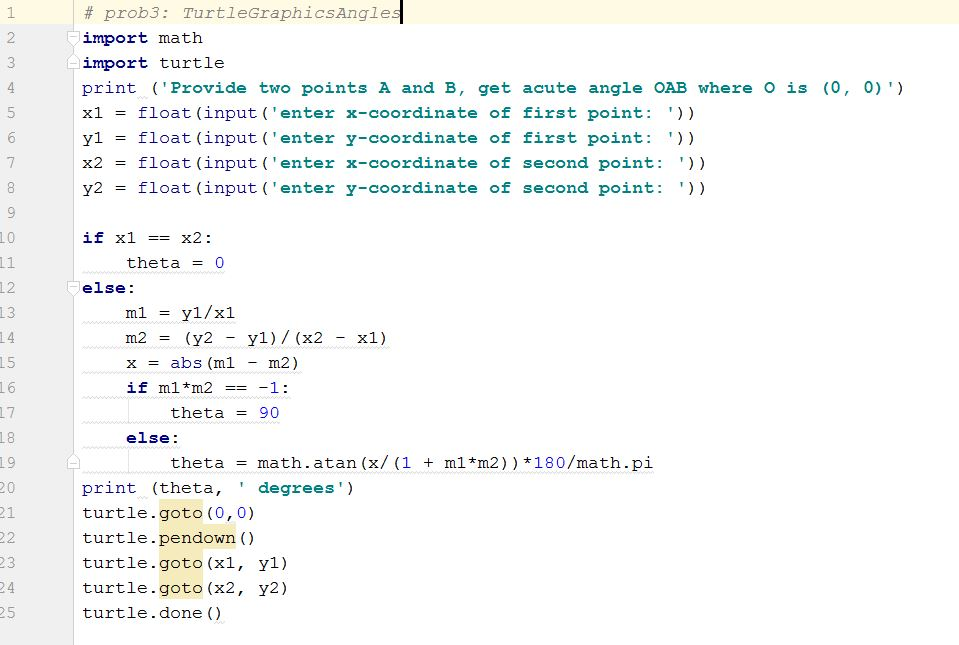 1 # prob3: TurtleGraphicsAngles
2 import math
3 import turtle
4 print ('Provide two points A and B, get acute angle OAB where O is (0, 0)')
5 x1 = float(input('enter x-coordinate of first point: '))
6 y1 = float(input('enter y-coordinate of first point: '))
7 x2 = float(input('enter x-coordinate of second point: '))
8 y2 = float(input('enter y-coordinate of second point: '))
9
10 if x1 == x2:
11     theta = 0
12 else:
13     m1 = y1/x1
14     m2 = (y2 - y1)/(x2 - x1)
15     x = abs(m1 - m2)
16     if m1*m2 == -1:
17         theta = 90
18     else:
19         theta = math.atan(x/(1 + m1*m2))*180/math.pi
20 print (theta, ' degrees')
21 turtle.goto(0,0)
22 turtle.pendown()
23 turtle.goto(x1, y1)
24 turtle.goto(x2, y2)
25 turtle.done()